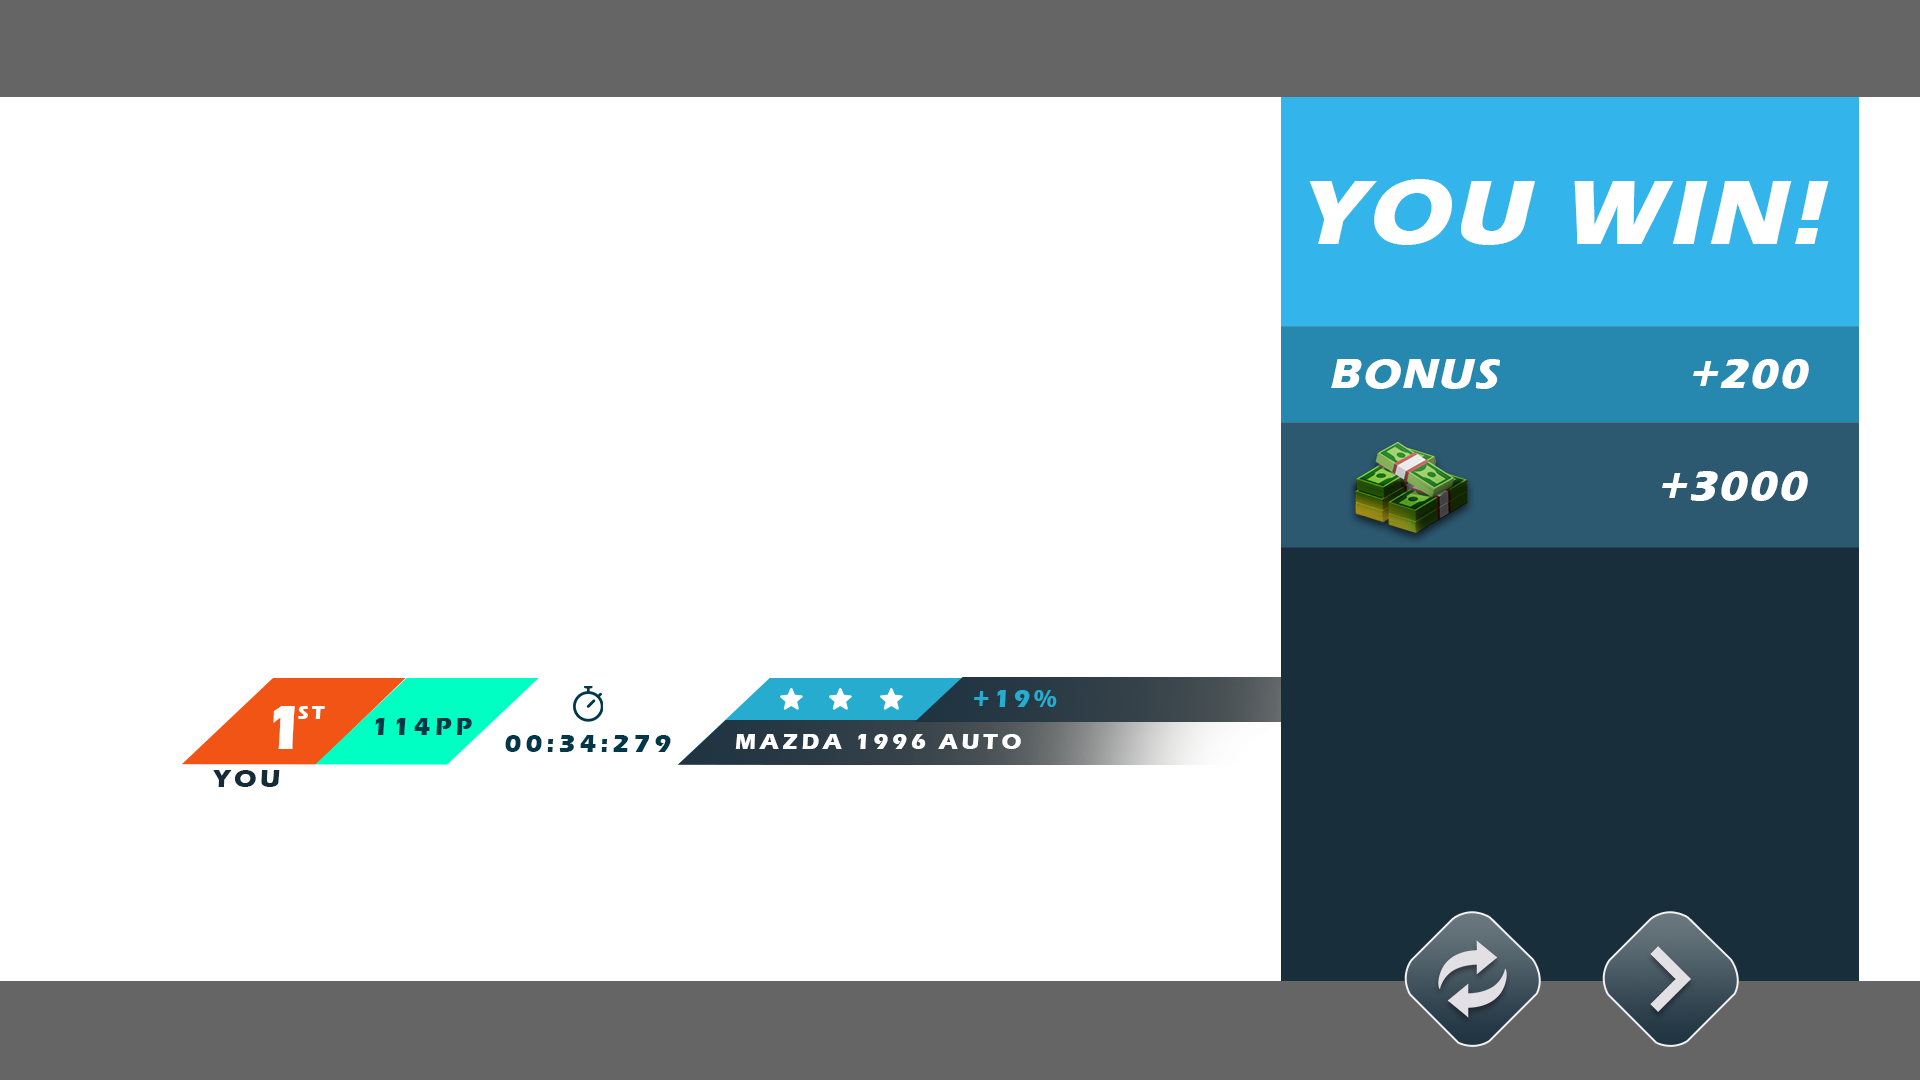 YOU WIN!
BONUS +200
+3000
1ST
114PP
00:34:279
YOU
+19%
MAZDA 1996 AUTO